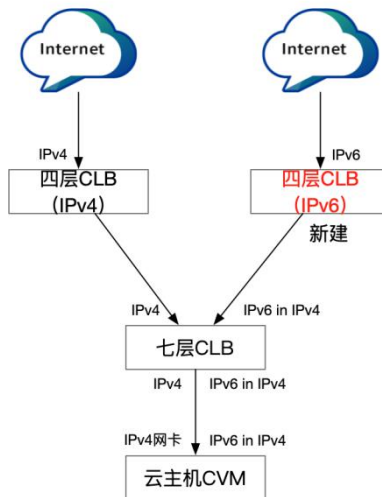 Internet
Internet
IPv4
IPv6
四层CLB
（IPv4）
四层CLB
（IPv6）
新建
IPv4
IPv6 in IPv4
七层CLB
IPv4
IPv6 in IPv4
IPv4网卡
IPv6 in IPv4
云主机CVM